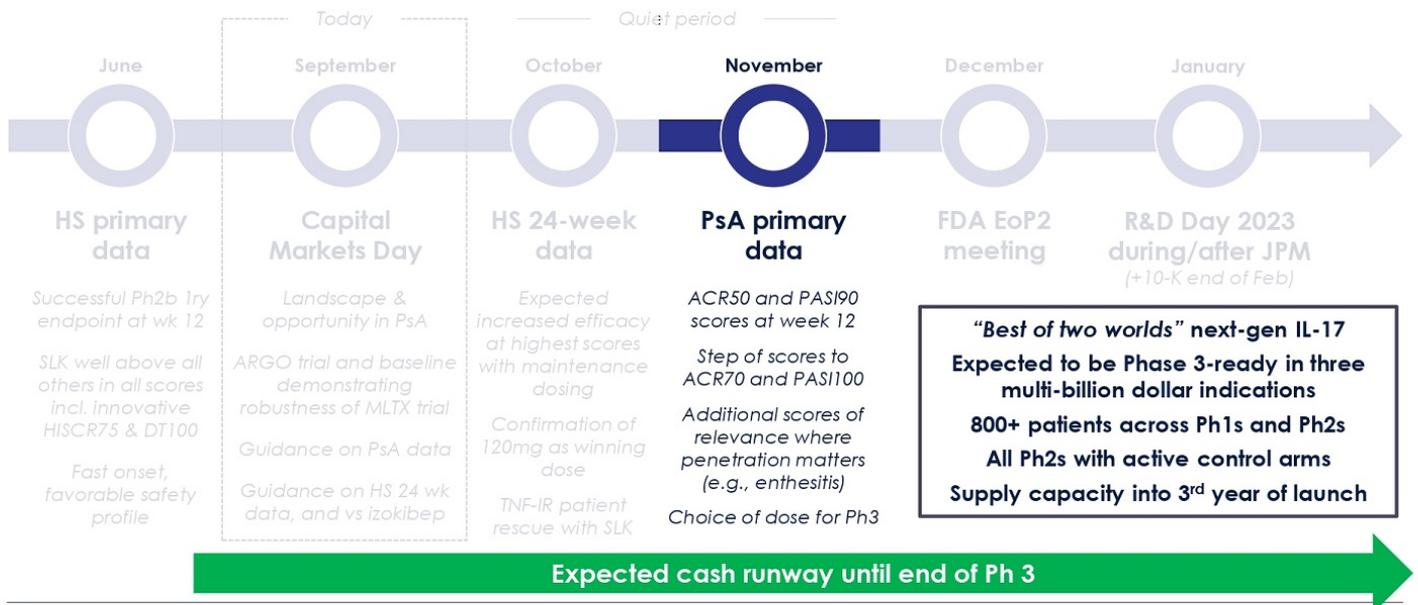 Today
Quiet period
June
September
October
November
December
January
HS primary
data
Successful Ph2b 1ry
endpoint at wk 12
SLK well above all
others in all scores
incl. innovative
HISCR75 & DT100
Fast onset,
favorable safety
profile
Capital
Markets Day
Landscape &
opportunity in PsA
ARGO trial and baseline
demonstrating
robustness of MLTX trial
Guidance on PsA data
Guidance on HS 24 wk
data, and vs izokibep
HS 24-week
data
Expected
increased efficacy
at highest scores
with maintenance
dosing
Confirmation of
120mg as winning
dose
TNF-IR patient
rescue with SLK
PsA primary
data
ACR50 and PASI90
scores at week 12
Step of scores to
ACR70 and PASI100
Additional scores of
relevance where
penetration matters
(e.g., enthesitis)
Choice of dose for Ph3
FDA EoP2
meeting
R&D Day 2023
during/after JPM
(+10-K end of Feb)
“Best of two worlds” next-gen IL-17
Expected to be Phase 3-ready in three
multi-billion dollar indications
800+ patients across Ph1s and Ph2s
All Ph2s with active control arms
Supply capacity into 3rd year of launch
Expected cash runway until end of Ph 3